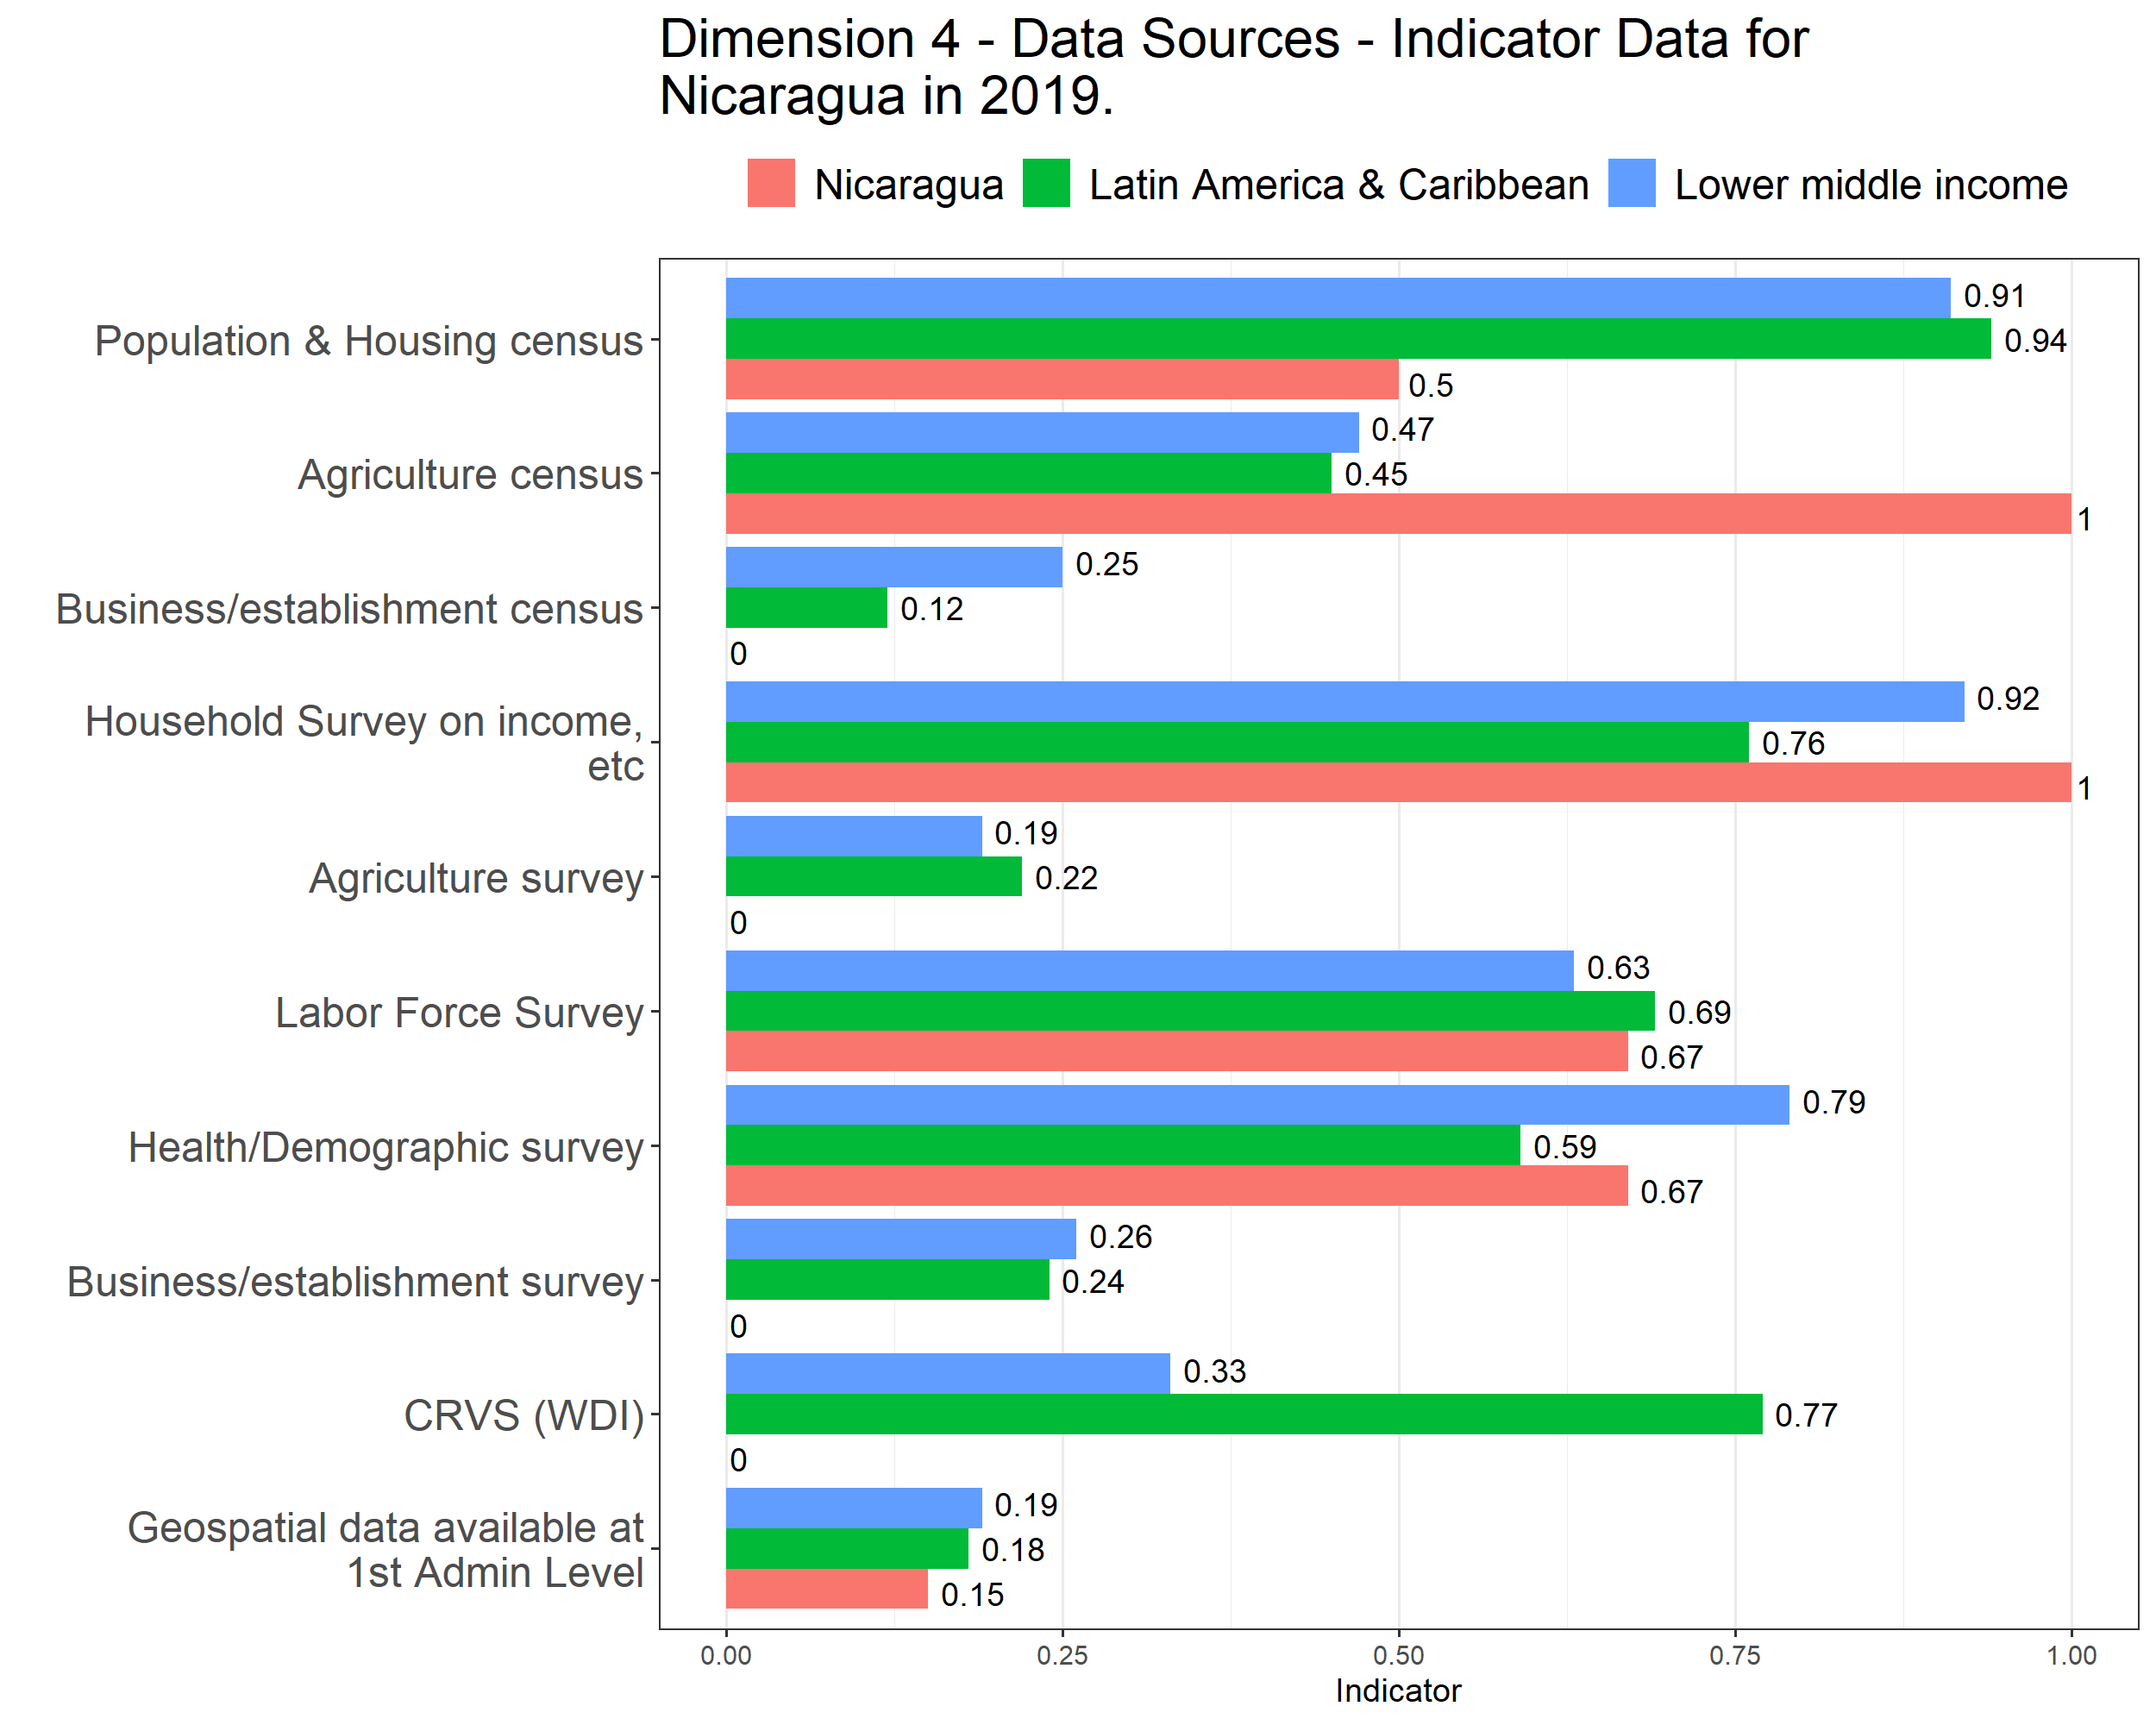 Dimension 4 - Data Sources - Indicator Data for
Nicaragua in 2019.
Nicaragua Latin America & Caribbean Lower middle income
Population & Housing census
0.91
0.94
0.5
Agriculture census
0.47
0.45
1
Business/establishment census
0.25
0.12
0
Household Survey on income,
etc
0.92
0.76
1
Agriculture survey
0.19
0.22
0
Labor Force Survey
0.63
0.69
0.67
Health/Demographic survey
0.79
0.59
0.67
Business/establishment survey
0.26
0.24
0
CRVS (WDI)
0.33
0.77
0
Geospatial data available at
1st Admin Level
0.19
0.18
0.15
0.00 0.25 0.50 0.75 1.00
Indicator